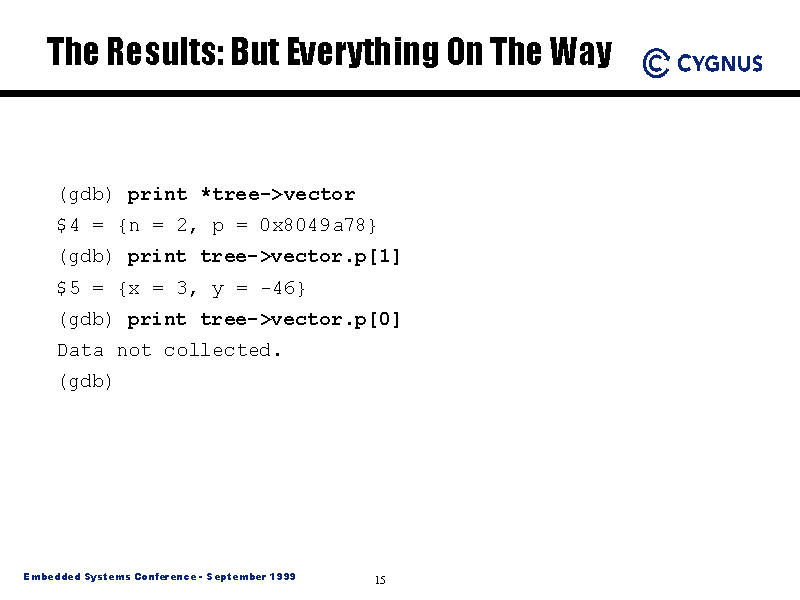 The Results: But Everything On The Way
CYGNUS
(gdb) print *tree->vector
$4 = {n = 2, p = 0x8049a78}
(gdb) print tree->vector.p[1]
$5 = {x = 3, y = -46}
(gdb) print tree->vector.p[0]
Data not collected.
(gdb)
Embedded Systems Conference - September 1999
15